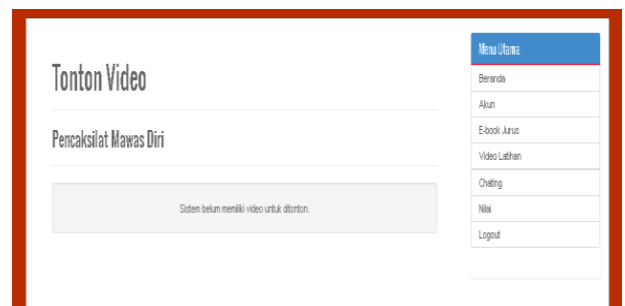 Tonton Video
Pencaksilat Mawas Diri
Sistem belum memiliki video untuk ditonton.
Menu Utama
Beranda
Akun
E-book Jurus
Video Latihan
Chating
Nilai
Logout